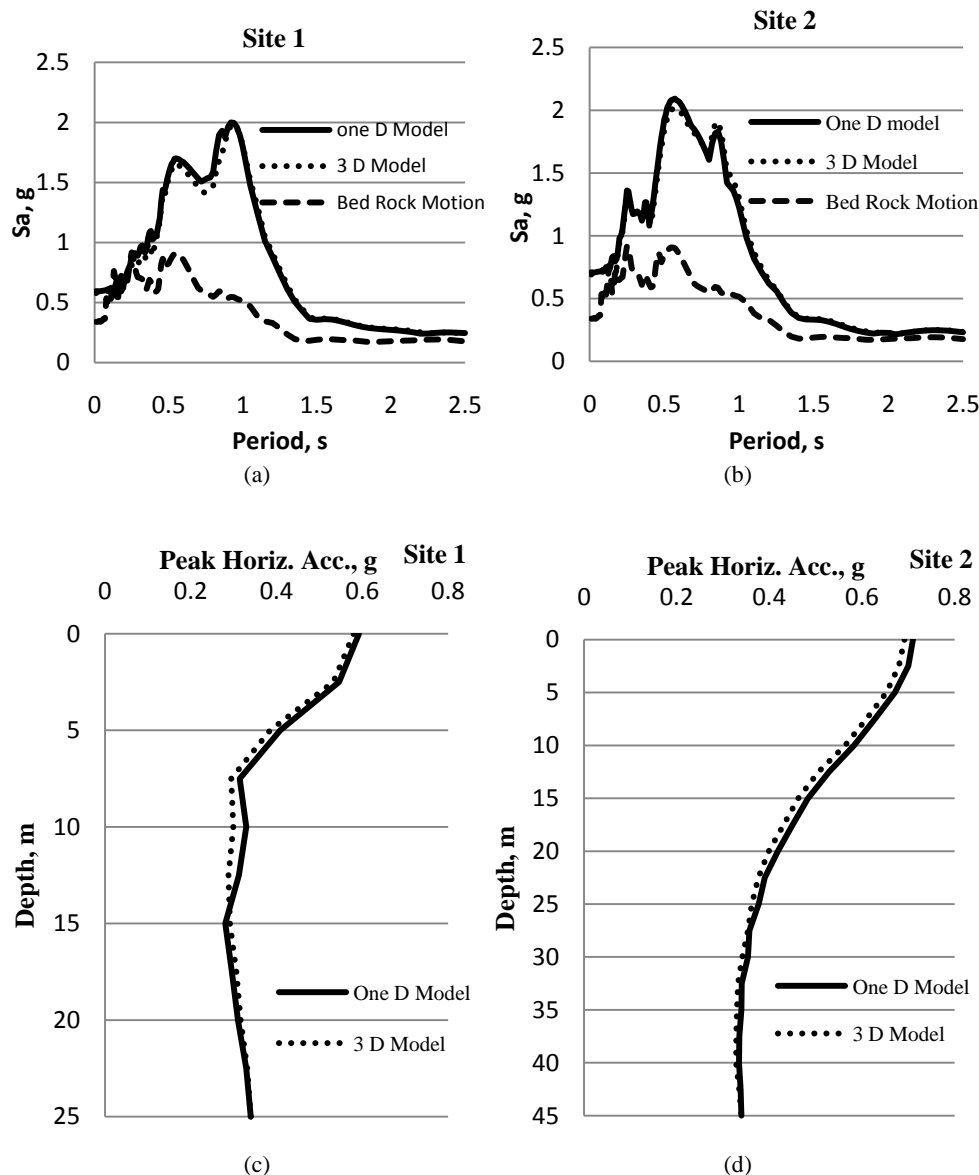 Site 1
2.5
2
1.5
1
0.5
0
Sa, g
one D Model
3 D Model
Bed Rock Motion
0 0.5 1 1.5 2 2.5
Period, s
(a)
Site 2
2.5
2
1.5
1
0.5
0
Sa, g
One D model
3 D Model
Bed Rock Motion
0 0.5 1 1.5 2 2.5
Period, s
(b)
Peak Horiz. Acc., g Site 1
0 0.2 0.4 0.6 0.8
0
5
10
15
20
25
Depth, m
One D Model
3 D Model
(c)
Peak Horiz. Acc., g Site 2
0 0.2 0.4 0.6 0.8
0
5
10
15
20
25
30
35
40
45
Depth, m
One D Model
3 D Model
(d)